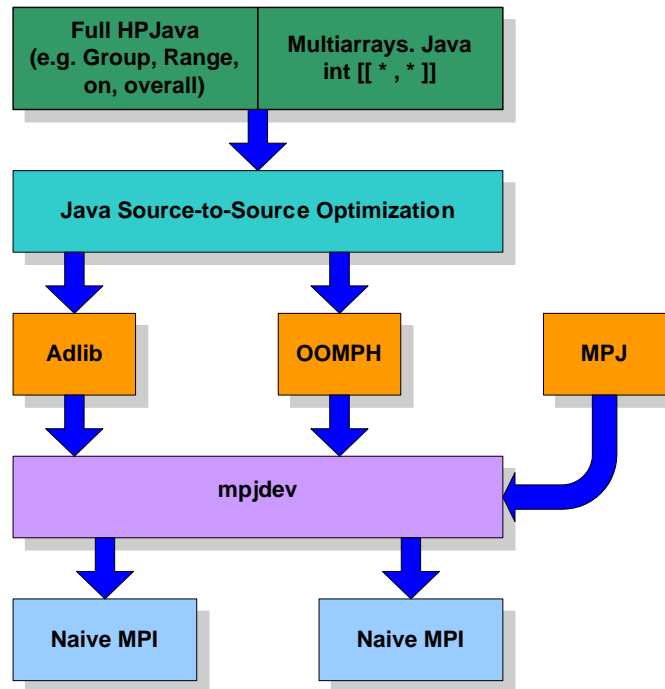 Full HPJava
(e.g. Group, Range,
on, overall)
Multiarrays. Java
int [[ * , * ]]
Java Source-to-Source Optimization
Adlib
OOMPH
MPJ
mpjdev
Naive MPI
Naive MPI